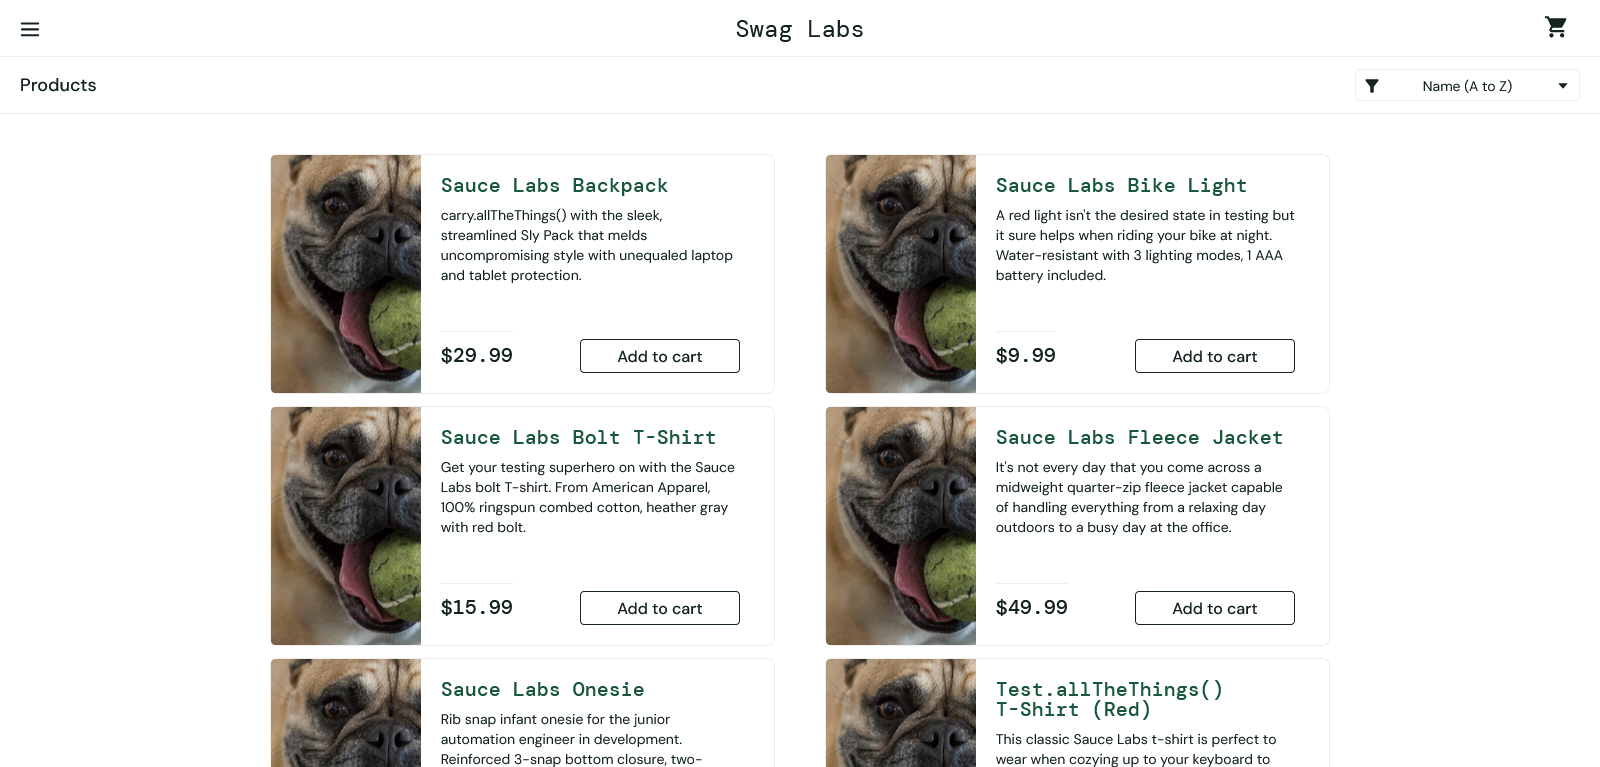 Swag Labs
Products
Name (A to Z)
Sauce Labs Backpack
carry.allTheThings() with the sleek,
streamlined Sly Pack that melds
uncompromising style with unequaled laptop
and tablet protection.
$29.99
Add to cart
Sauce Labs Bike Light
A red light isn't the desired state in testing but
it sure helps when riding your bike at night.
Water-resistant with 3 lighting modes, 1 AAA
battery included.
$9.99
Add to cart
Sauce Labs Bolt T-Shirt
Get your testing superhero on with the Sauce
Labs bolt T-shirt. From American Apparel,
100% ringspun combed cotton, heather gray
with red bolt.
$15.99
Add to cart
Sauce Labs Fleece Jacket
It's not every day that you come across a
midweight quarter-zip fleece jacket capable
of handling everything from a relaxing day
outdoors to a busy day at the office.
$49.99
Add to cart
Sauce Labs Onesie
Rib snap infant onesie for the junior
automation engineer in development.
Reinforced 3-snap bottom closure, two-
Test.allTheThings()
T-Shirt (Red)
This classic Sauce Labs t-shirt is perfect to
wear when cozying up to your keyboard to